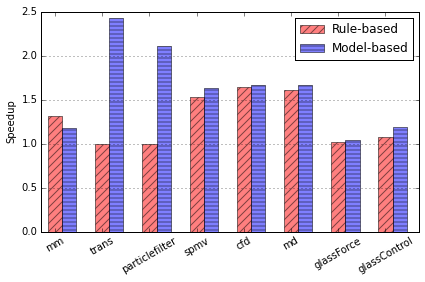 2.5
2.0
1.5
1.0
0.5
0.0
Speedup
Rule-based
Model-based
mm
trans
particlefilter
spmv
cfd
md
glassForce
glassControl